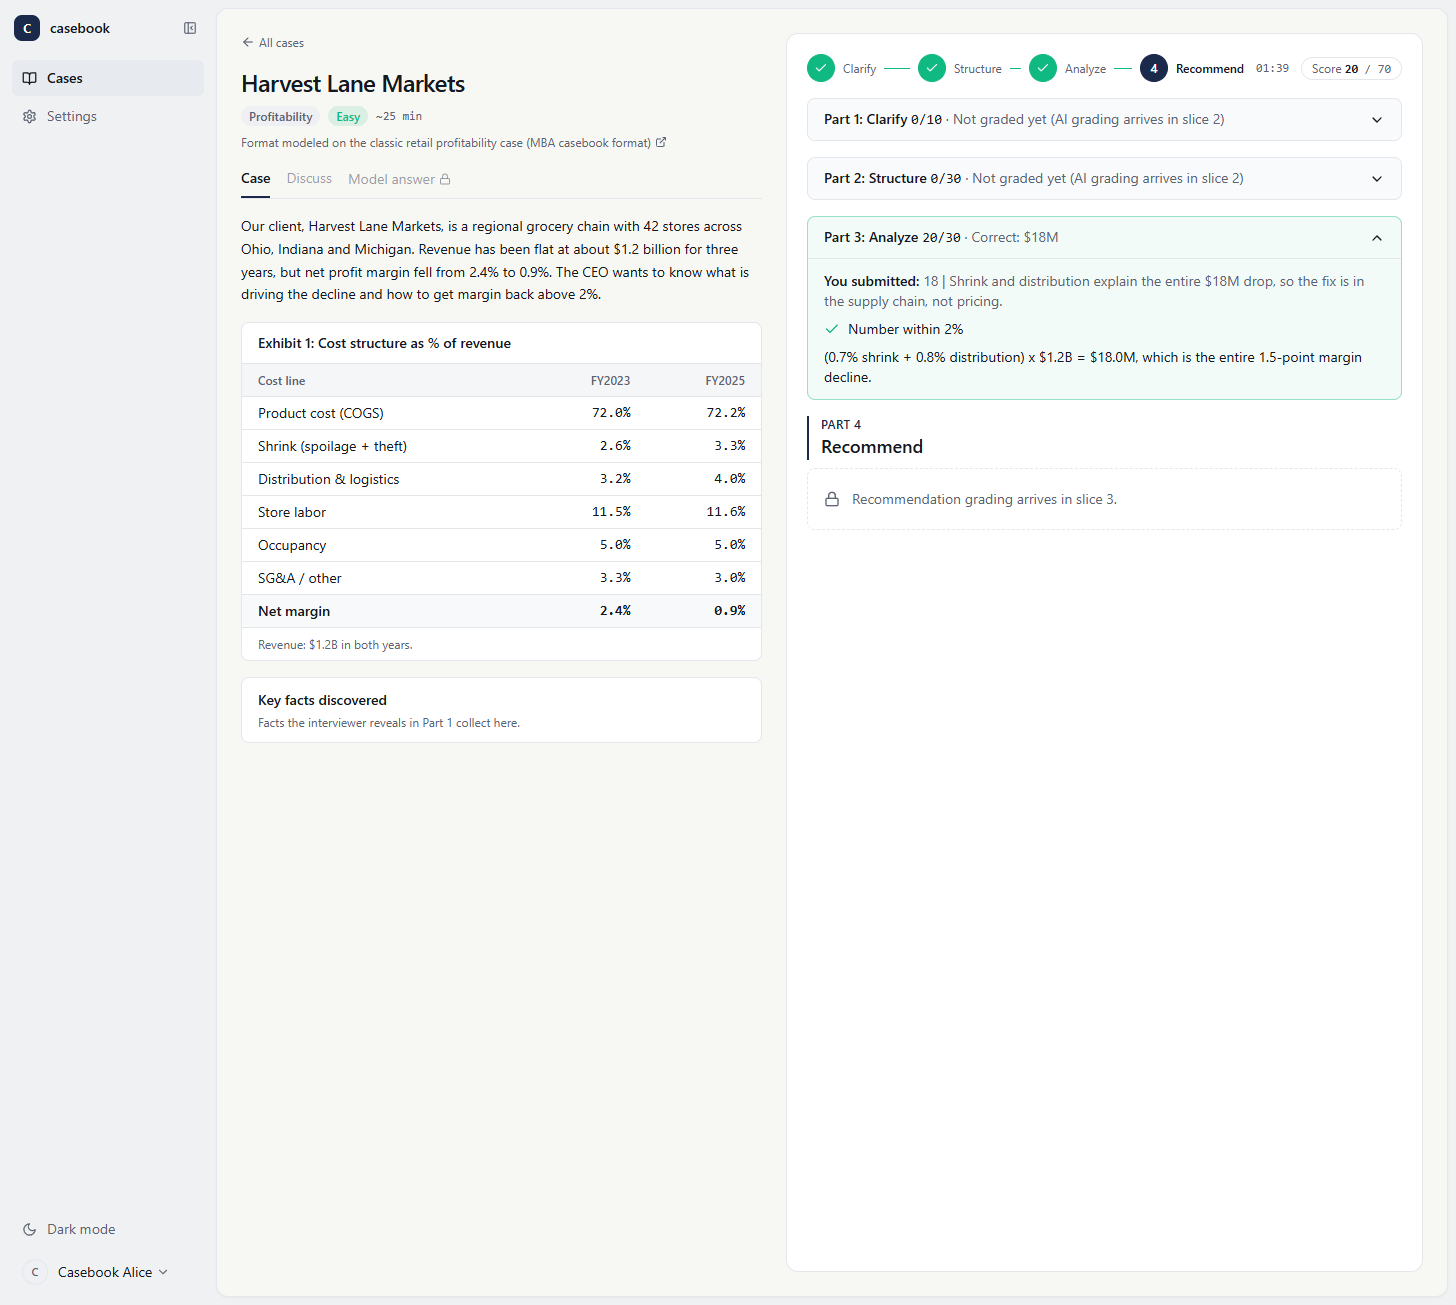 C casebook
Cases
Settings
Dark mode
C Casebook Alice
All cases
Harvest Lane Markets
Profitability Easy ~25 min
Format modeled on the classic retail profitability case (MBA casebook format)
Case Discuss Model answer
Our client, Harvest Lane Markets, is a regional grocery chain with 42 stores across
Ohio, Indiana and Michigan. Revenue has been flat at about $1.2 billion for three
years, but net profit margin fell from 2.4% to 0.9%. The CEO wants to know what is
driving the decline and how to get margin back above 2%.
Exhibit 1: Cost structure as % of revenue
Cost line FY2023 FY2025
Product cost (COGS) 72.0% 72.2%
Shrink (spoilage + theft) 2.6% 3.3%
Distribution & logistics 3.2% 4.0%
Store labor 11.5% 11.6%
Occupancy 5.0% 5.0%
SG&A / other 3.3% 3.0%
Net margin 2.4% 0.9%
Revenue: $1.2B in both years.
Key facts discovered
Facts the interviewer reveals in Part 1 collect here.
Clarify Structure Analyze 4 Recommend 01:39 Score 20 / 70
Part 1: Clarify 0/10 · Not graded yet (AI grading arrives in slice 2)
Part 2: Structure 0/30 · Not graded yet (AI grading arrives in slice 2)
Part 3: Analyze 20/30 · Correct: $18M
You submitted: 18 | Shrink and distribution explain the entire $18M drop, so the fix is in
the supply chain, not pricing.
Number within 2%
(0.7% shrink + 0.8% distribution) x $1.2B = $18.0M, which is the entire 1.5-point margin
decline.
PART 4
Recommend
Recommendation grading arrives in slice 3.